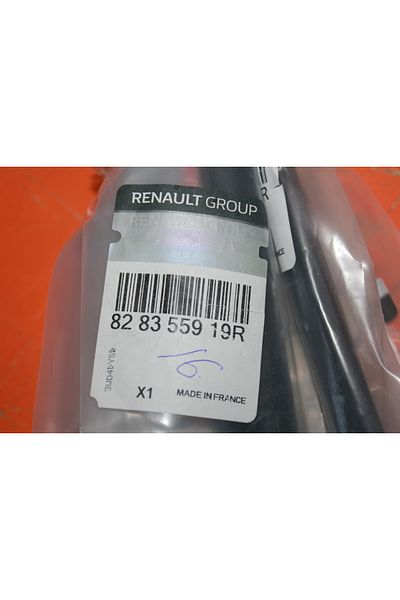 RENAULT GROUP
82 83 559 19R
X1
MADE IN FRANCE